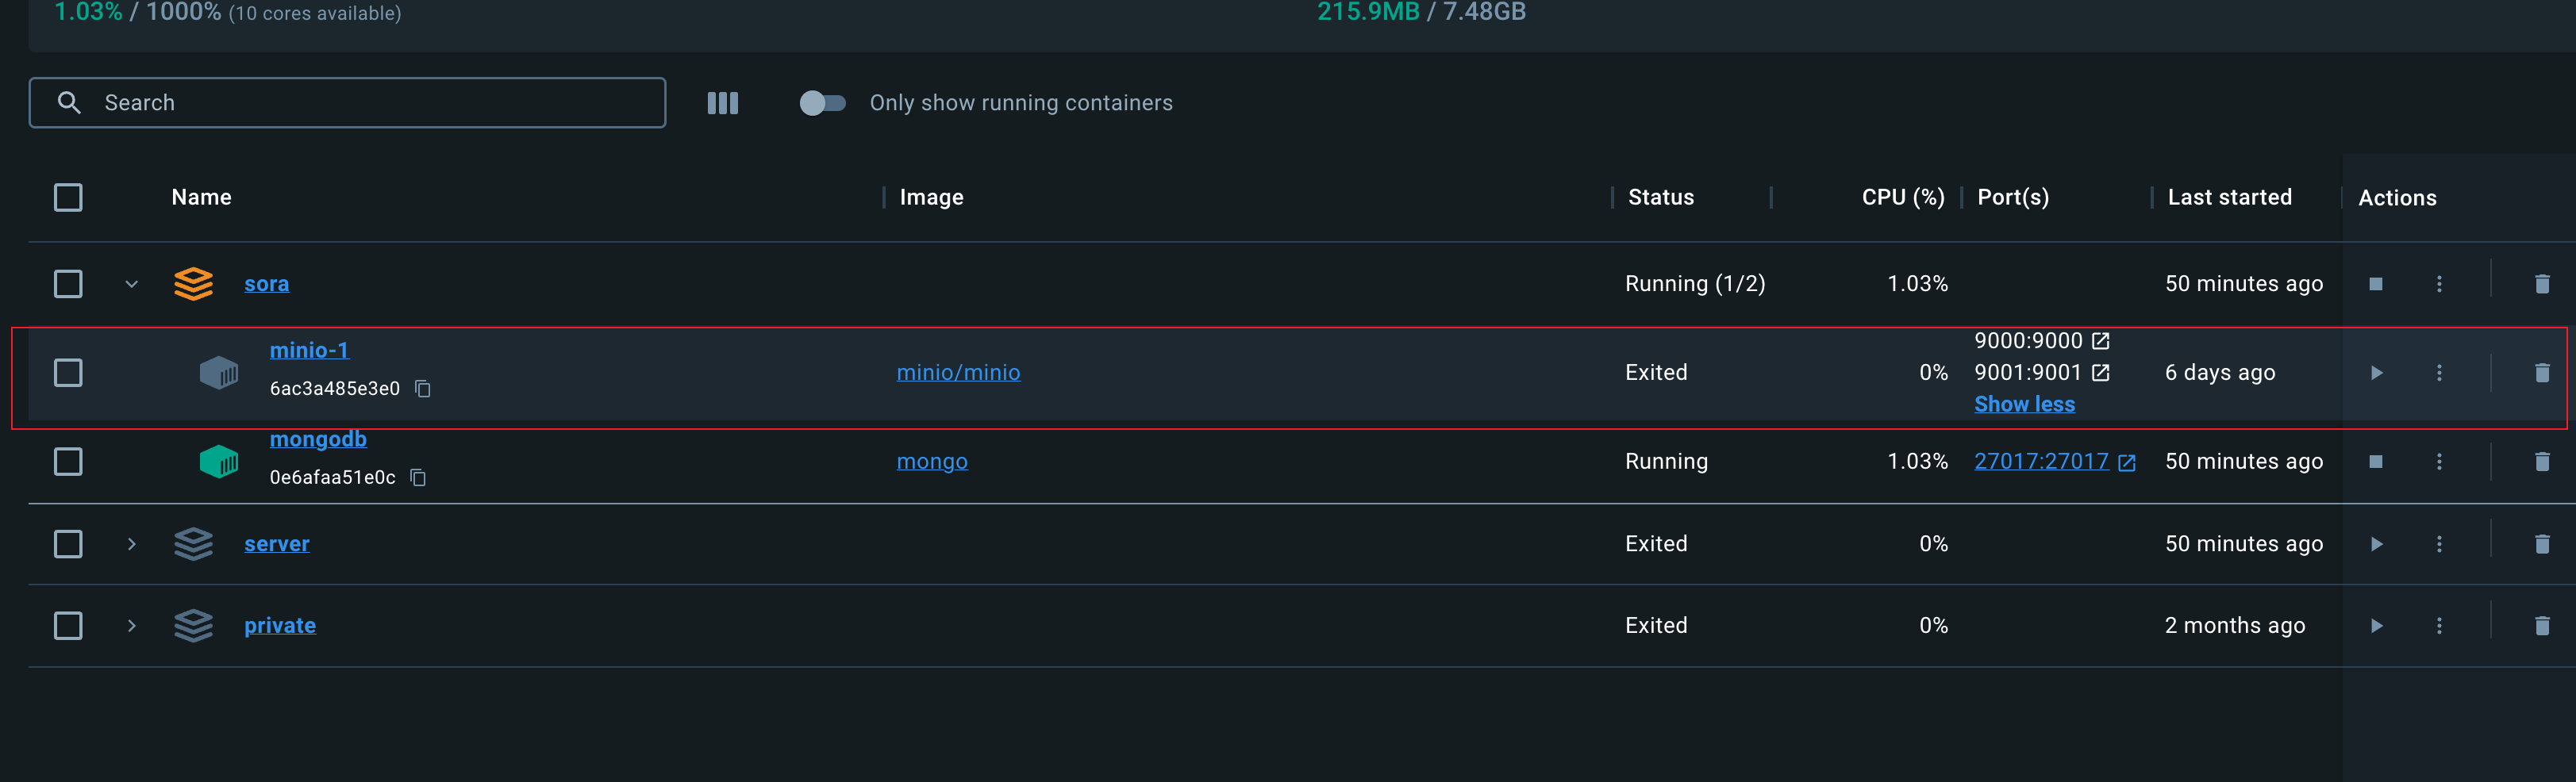 1.03% / 1000% (10 cores available)
215.9MB / 7.48GB
Search
Only show running containers
Name
Image
Status
CPU (%)
Port(s)
Last started
Actions
sora
Running (1/2)
1.03%
50 minutes ago
minio-1
6ac3a485e3e0
minio/minio
Exited
0%
9000:9000
9001:9001
Show less
6 days ago
mongodb
0e6afaa51e0c
mongo
Running
1.03%
27017:27017
50 minutes ago
server
Exited
0%
50 minutes ago
private
Exited
0%
2 months ago